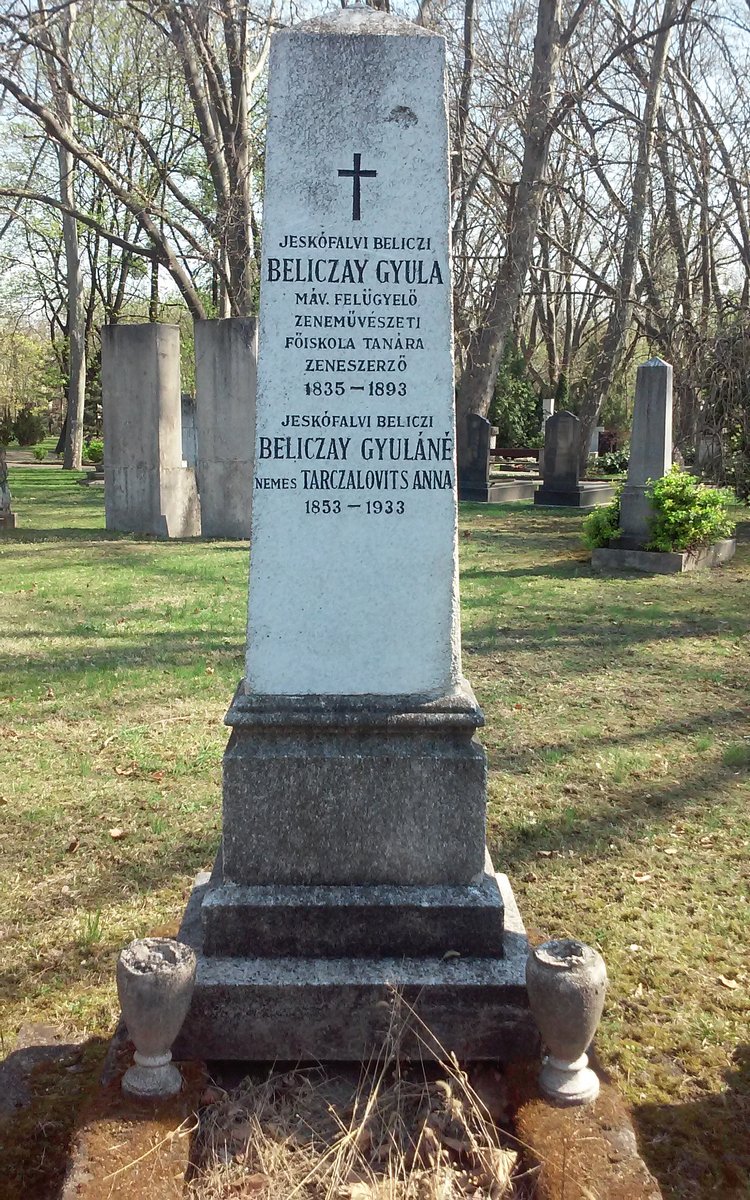 JESKÓFALVI BELICZI
BELICZAY GYULA
MÁV. FELÜGYELŐ
ZENEMŰVÉSZETI
FŐISKOLA TANÁRA
ZENESZERZŐ
1835 – 1893
JESKÓFALVI BELICZI
BELICZAY GYULÁNÉ
NEMES TARCZALOVITS ANNA
1853 – 1933